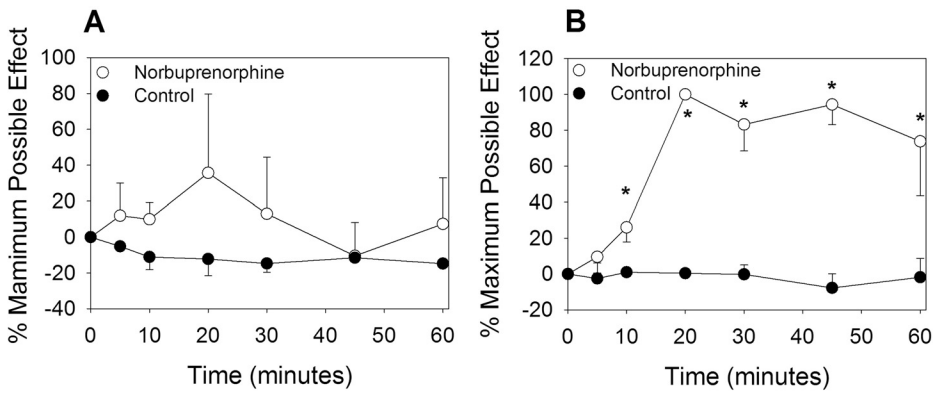 A
% Mamimum Possible Effect
100
80
60
40
20
0
-20
-40
Norbuprenorphine
Control
0 10 20 30 40 50 60
Time (minutes)
B
% Maximum Possible Effect
120
100
80
60
40
20
0
-20
Norbuprenorphine
Control
*
*
*
*
*
0 10 20 30 40 50 60
Time (minutes)